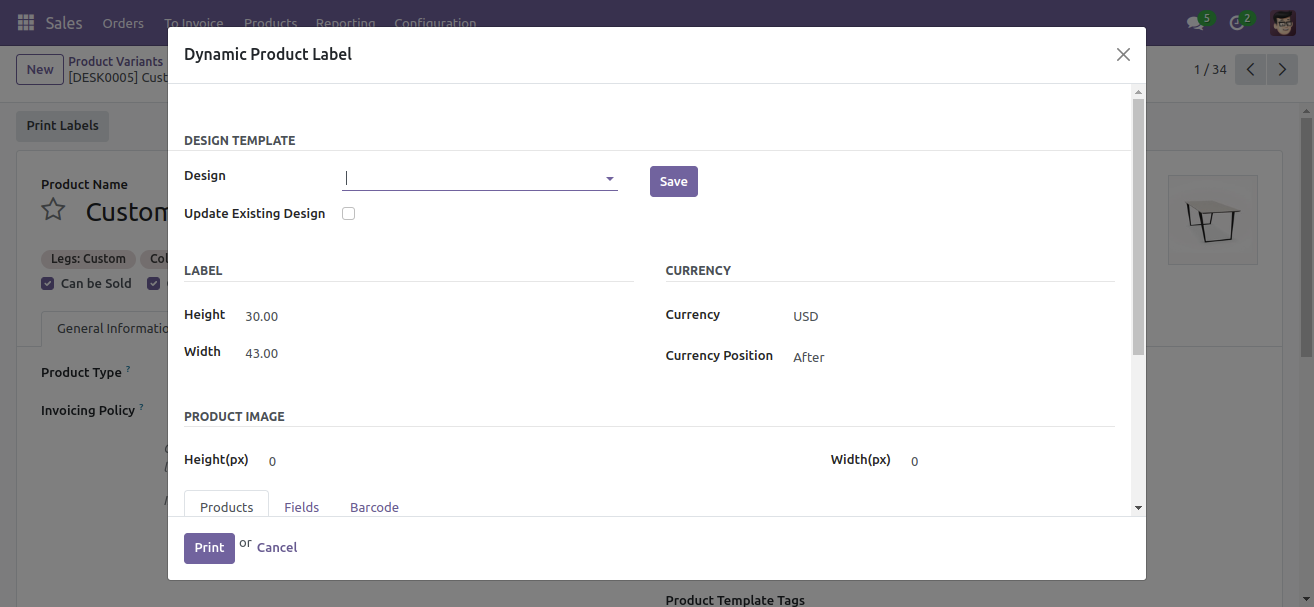 Sales Orders To Invoice Products Reporting Configuration 5 2
Dynamic Product Label
New Product Variants
[DESK0005] Cust
1 / 34
Print Labels
DESIGN TEMPLATE
Design Save
Update Existing Design
Product Name
Custom
Legs: Custom Col
Can be Sold
General Informatio
Product Type ?
Invoicing Policy ?
LABEL CURRENCY
Height 30.00 Currency USD
Width 43.00 Currency Position After
PRODUCT IMAGE
Height(px) 0 Width(px) 0
Products Fields Barcode
Print or Cancel
Product Template Tags